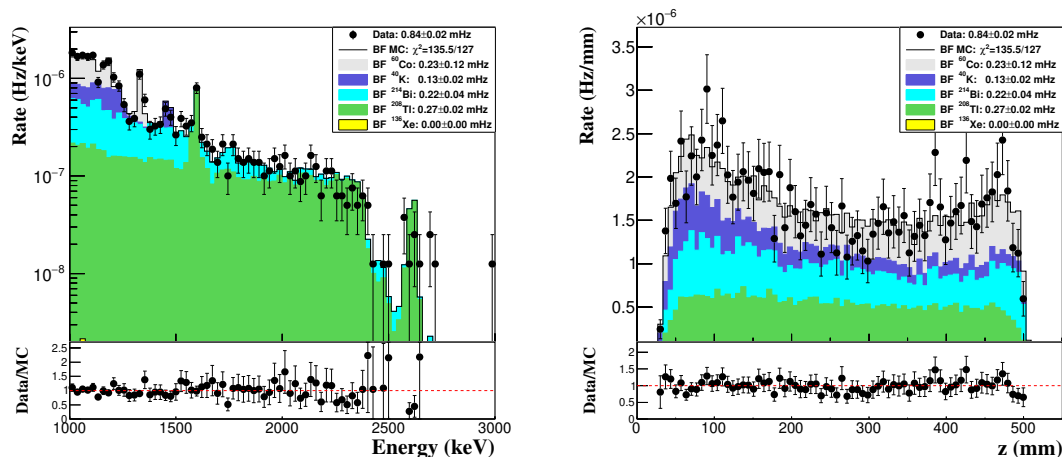 Rate (Hz/keV)
10⁻⁶
10⁻⁷
10⁻⁸
Data: 0.84±0.02 mHz
BF MC: χ²=135.5/127
BF ⁶⁰Co: 0.23±0.12 mHz
BF ⁴⁰K: 0.13±0.02 mHz
BF ²¹⁴Bi: 0.22±0.04 mHz
BF ²⁰⁸Tl: 0.27±0.02 mHz
BF ¹³⁶Xe: 0.00±0.00 mHz
Data/MC
2.5
2
1.5
1
0.5
0
1000 1500 2000 2500 3000
Energy (keV)
×10⁻⁶
Rate (Hz/mm)
3.5
3
2.5
2
1.5
1
0.5
Data: 0.84±0.02 mHz
BF MC: χ²=135.5/127
BF ⁶⁰Co: 0.23±0.12 mHz
BF ⁴⁰K: 0.13±0.02 mHz
BF ²¹⁴Bi: 0.22±0.04 mHz
BF ²⁰⁸Tl: 0.27±0.02 mHz
BF ¹³⁶Xe: 0.00±0.00 mHz
Data/MC
2
1.5
1
0.5
0
0 100 200 300 400 500
z (mm)